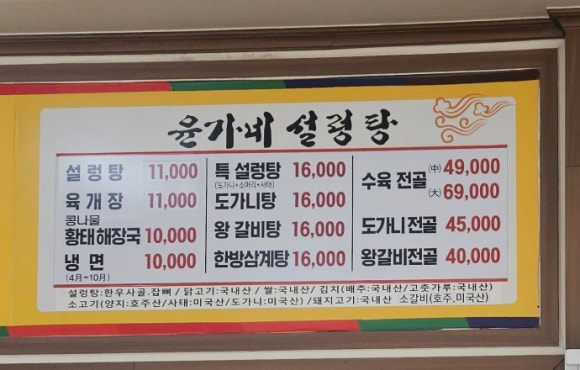 윤가네 설렁탕
설렁탕 11,000
육개장 11,000
콩나물
황태해장국 10,000
냉면 10,000
(4月~10月)
특 설렁탕 16,000
(도가니+소머리+사태)
도가니탕 16,000
왕 갈비탕 16,000
한방삼계탕 16,000
수육 전골 (中) 49,000
(大) 69,000
도가니전골 45,000
왕갈비전골 40,000
설렁탕:한우사골.잡뼈 / 닭고기:국내산 / 쌀:국내산 / 김치(배추:국내산/고춧가루:국내산)
소고기(양지:호주산/사태:미국산/도가니:미국산) /돼지고기:국내산 소갈비(호주,미국산)